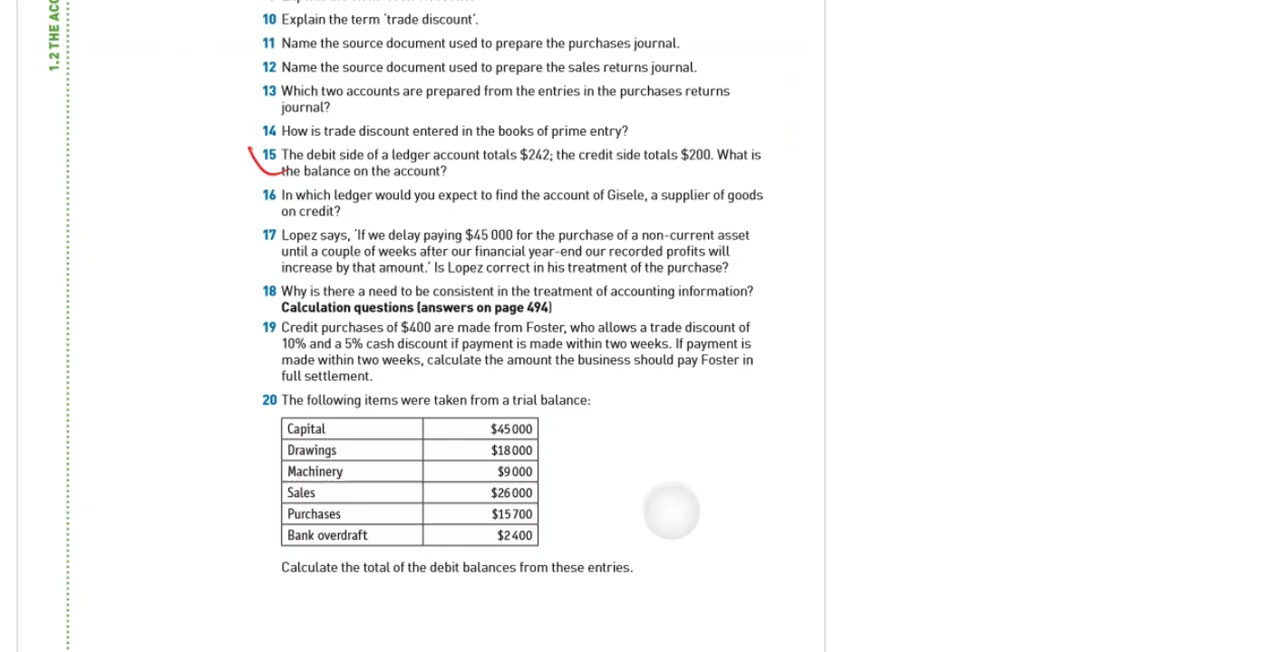 1.2 THE ACC
10 Explain the term 'trade discount'.
11 Name the source document used to prepare the purchases journal.
12 Name the source document used to prepare the sales returns journal.
13 Which two accounts are prepared from the entries in the purchases returns
journal?
14 How is trade discount entered in the books of prime entry?
15 The debit side of a ledger account totals $242; the credit side totals $200. What is
the balance on the account?
16 In which ledger would you expect to find the account of Gisele, a supplier of goods
on credit?
17 Lopez says, 'If we delay paying $45 000 for the purchase of a non-current asset
until a couple of weeks after our financial year-end our recorded profits will
increase by that amount.' Is Lopez correct in his treatment of the purchase?
18 Why is there a need to be consistent in the treatment of accounting information?
Calculation questions (answers on page 494)
19 Credit purchases of $400 are made from Foster, who allows a trade discount of
10% and a 5% cash discount if payment is made within two weeks. If payment is
made within two weeks, calculate the amount the business should pay Foster in
full settlement.
20 The following items were taken from a trial balance:
Capital $45 000
Drawings $18 000
Machinery $9 000
Sales $26 000
Purchases $15 700
Bank overdraft $2 400
Calculate the total of the debit balances from these entries.